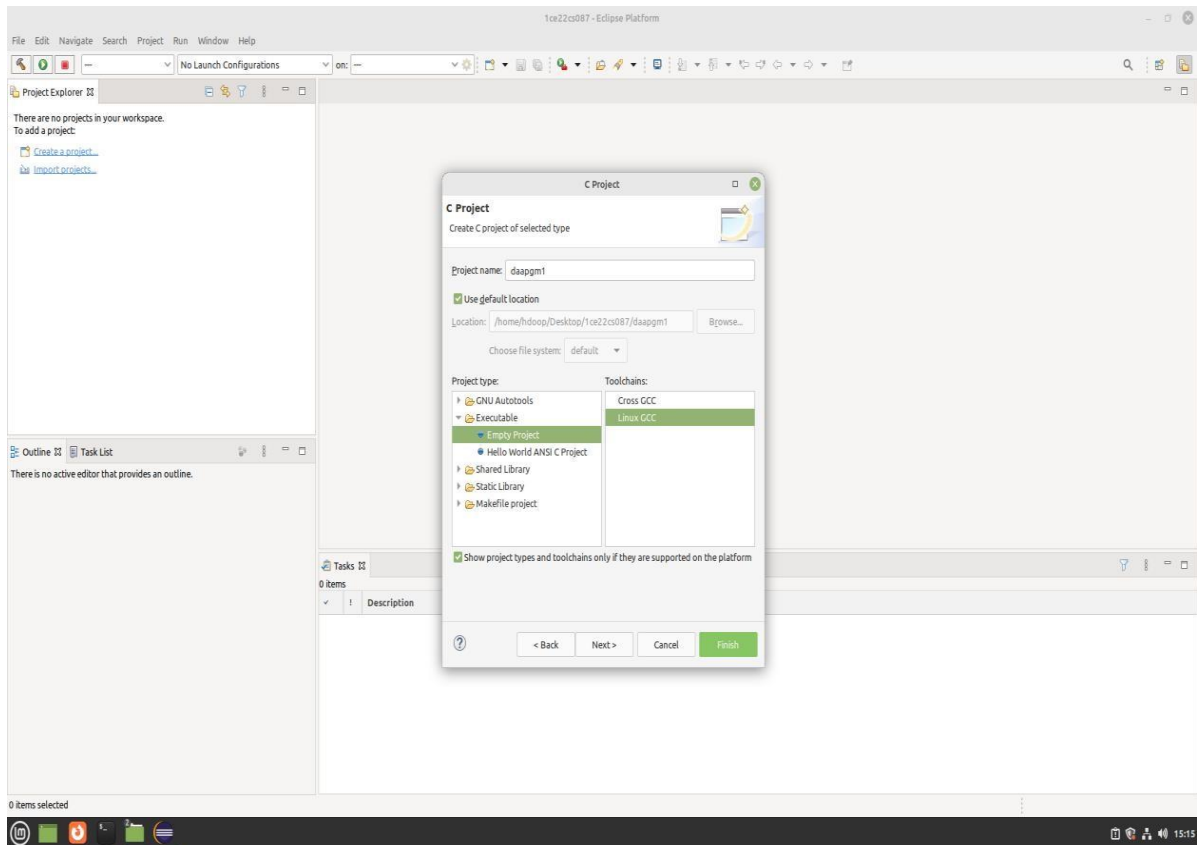 1ce22cs087 - Eclipse Platform
File Edit Navigate Search Project Run Window Help
No Launch Configurations
on: ---
Project Explorer
There are no projects in your workspace.
To add a project:
Create a project...
Import projects...
C Project
C Project
Create C project of selected type
Project name: daapgm1
Use default location
Location: /home/hdoop/Desktop/1ce22cs087/daapgm1 Browse...
Choose file system: default
Project type: Toolchains:
GNU Autotools
Executable
Empty Project
Hello World ANSI C Project
Shared Library
Static Library
Makefile project
Cross GCC
Linux GCC
Show project types and toolchains only if they are supported on the platform
< Back Next > Cancel Finish
Outline Task List
There is no active editor that provides an outline.
Tasks
0 items
! Description
0 items selected
2
15:15